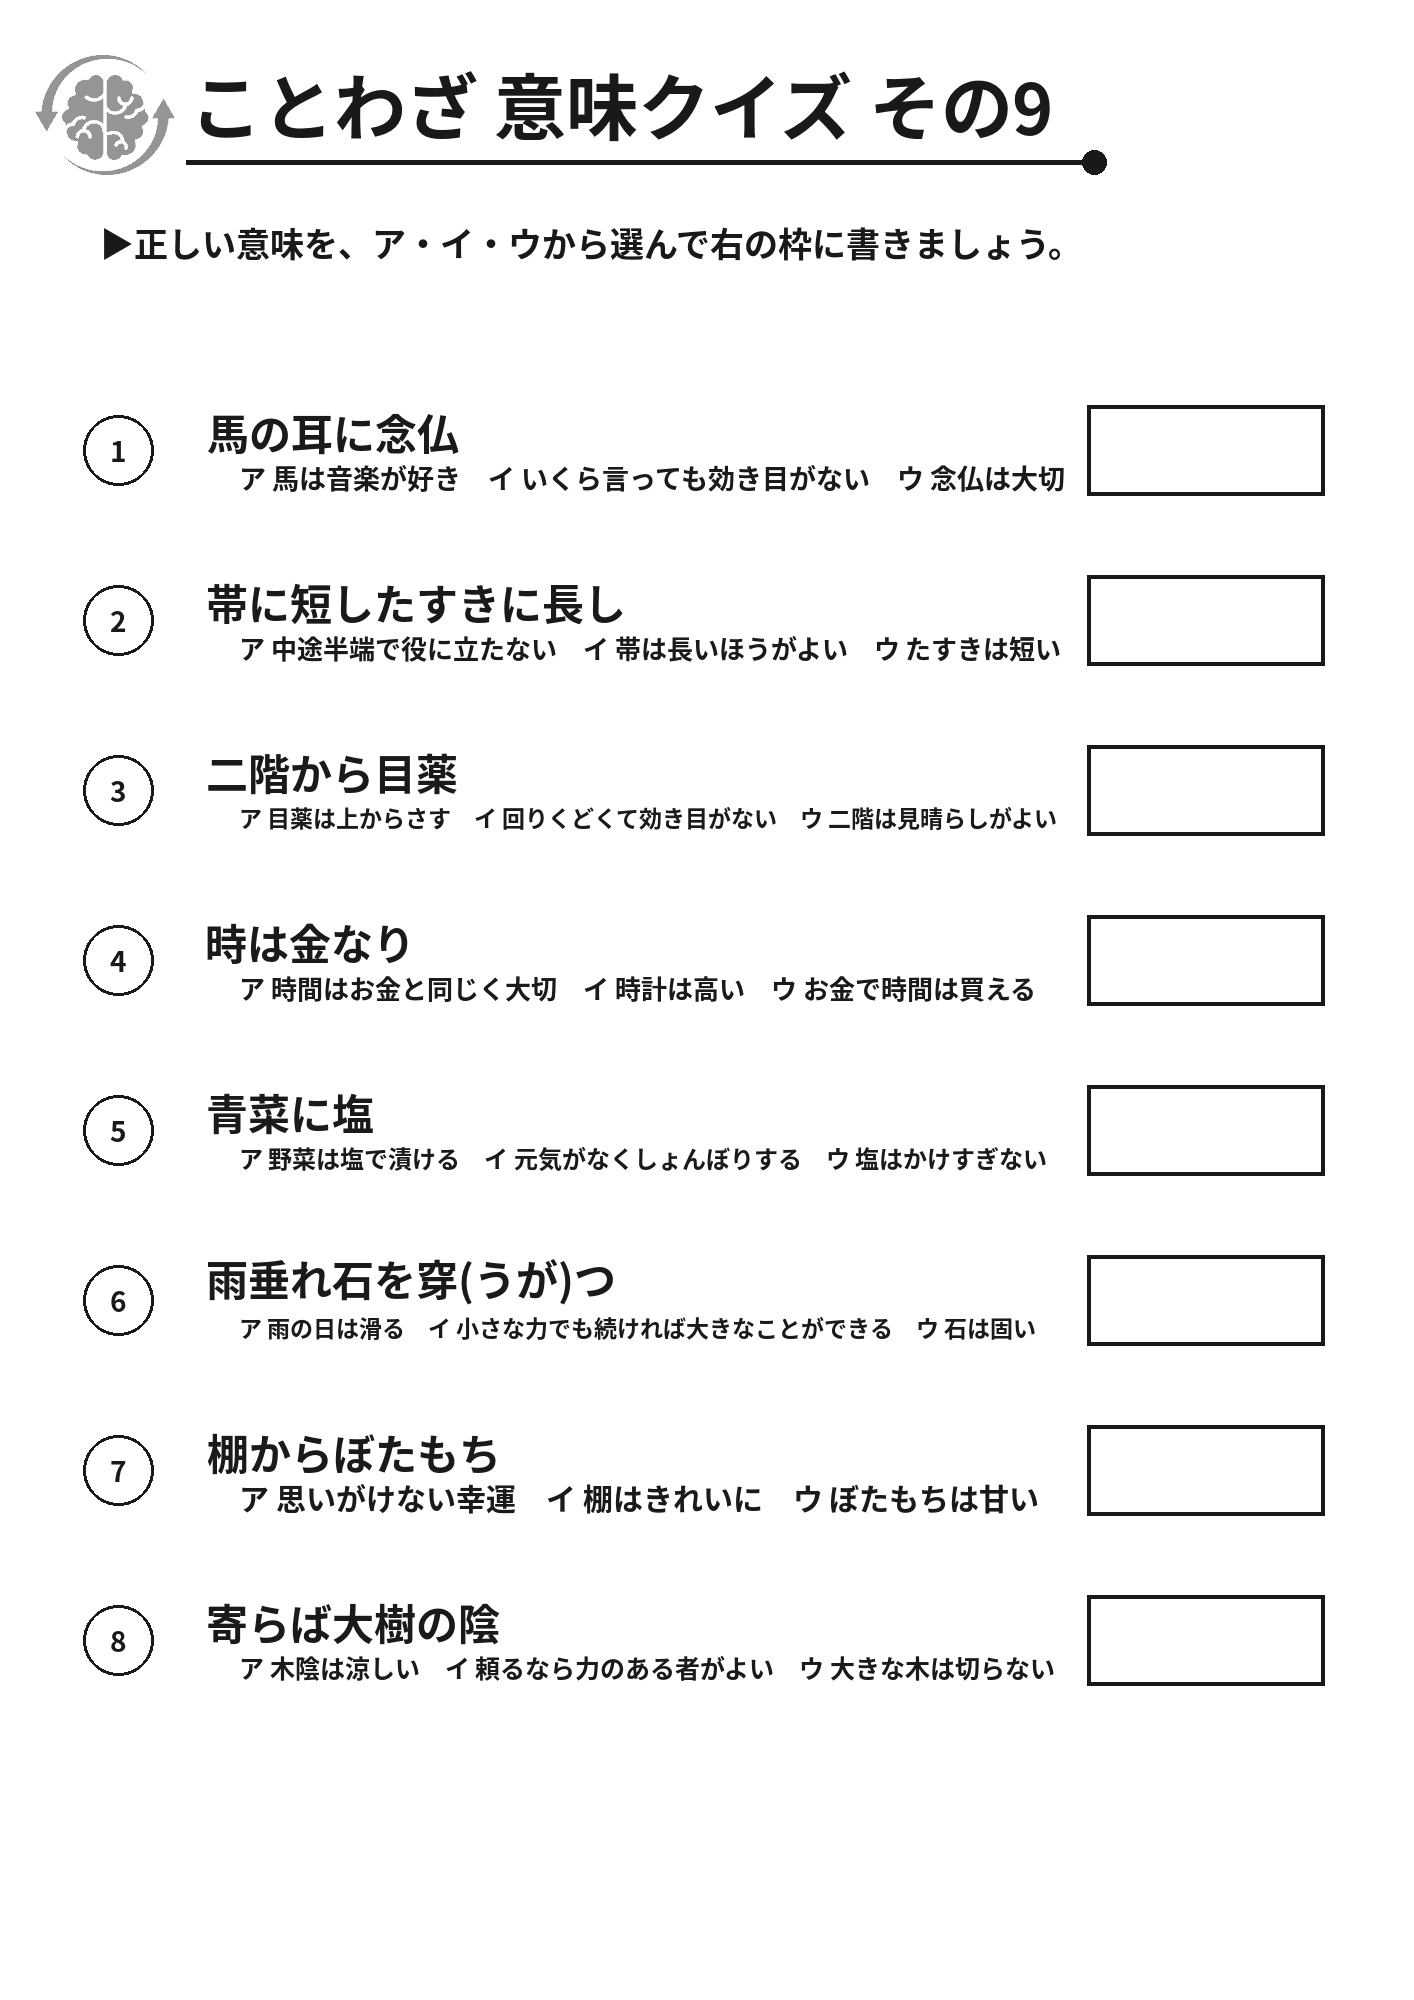 ことわざ 意味クイズ その9
▶正しい意味を、ア・イ・ウから選んで右の枠に書きましょう。
1 馬の耳に念仏
ア 馬は音楽が好き　イ いくら言っても効き目がない　ウ 念仏は大切
2 帯に短したすきに長し
ア 中途半端で役に立たない　イ 帯は長いほうがよい　ウ たすきは短い
3 二階から目薬
ア 目薬は上からさす　イ 回りくどくて効き目がない　ウ 二階は見晴らしがよい
4 時は金なり
ア 時間はお金と同じく大切　イ 時計は高い　ウ お金で時間は買える
5 青菜に塩
ア 野菜は塩で漬ける　イ 元気がなくしょんぼりする　ウ 塩はかけすぎない
6 雨垂れ石を穿(うが)つ
ア 雨の日は滑る　イ 小さな力でも続ければ大きなことができる　ウ 石は固い
7 棚からぼたもち
ア 思いがけない幸運　イ 棚はきれいに　ウ ぼたもちは甘い
8 寄らば大樹の陰
ア 木陰は涼しい　イ 頼るなら力のある者がよい　ウ 大きな木は切らない